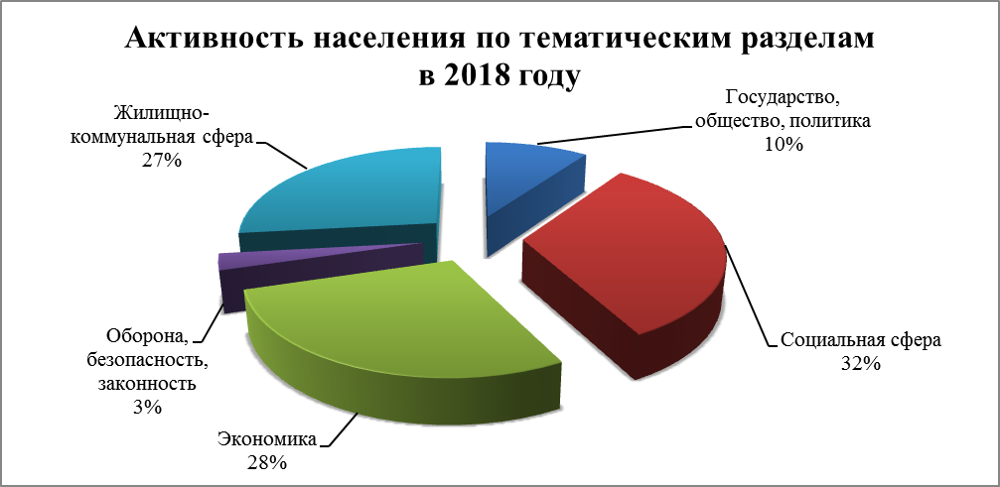 Активность населения по тематическим разделам
в 2018 году
Государство,
общество, политика
10%
Социальная сфера
32%
Экономика
28%
Оборона,
безопасность,
законность
3%
Жилищно-
коммунальная сфера
27%